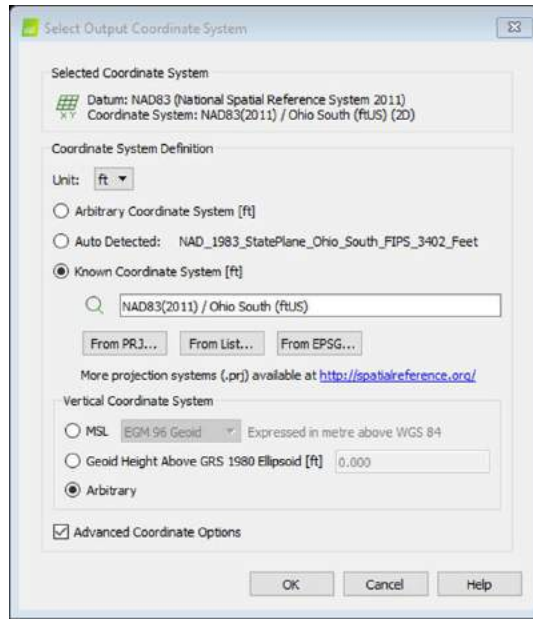 Select Output Coordinate System
Selected Coordinate System
Datum: NAD83 (National Spatial Reference System 2011)
Coordinate System: NAD83(2011) / Ohio South (ftUS) (2D)
X Y
Coordinate System Definition
Unit: ft
Arbitrary Coordinate System [ft]
Auto Detected: NAD_1983_StatePlane_Ohio_South_FIPS_3402_Feet
Known Coordinate System [ft]
NAD83(2011) / Ohio South (ftUS)
From PRJ... From List... From EPSG...
More projection systems (.prj) available at http://spatialreference.org/
Vertical Coordinate System
MSL EGM 96 Geoid Expressed in metre above WGS 84
Geoid Height Above GRS 1980 Ellipsoid [ft] 0.000
Arbitrary
Advanced Coordinate Options
OK Cancel Help